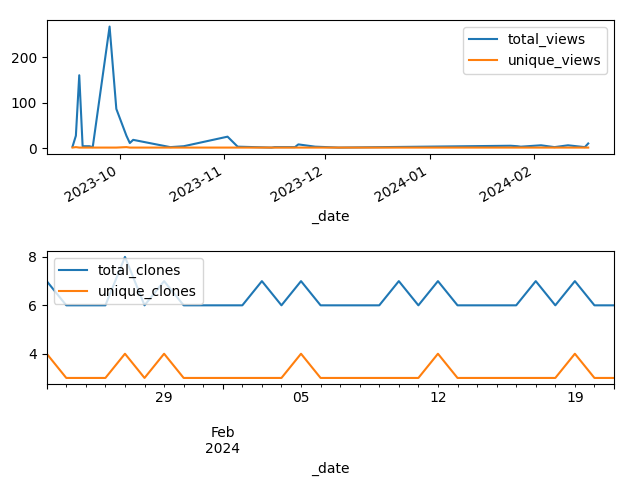 200
100
0
total_views
unique_views
2023-10
2023-11
2023-12
2024-01
2024-02
_date
8
6
4
total_clones
unique_clones
29
05
12
19
Feb
2024
_date